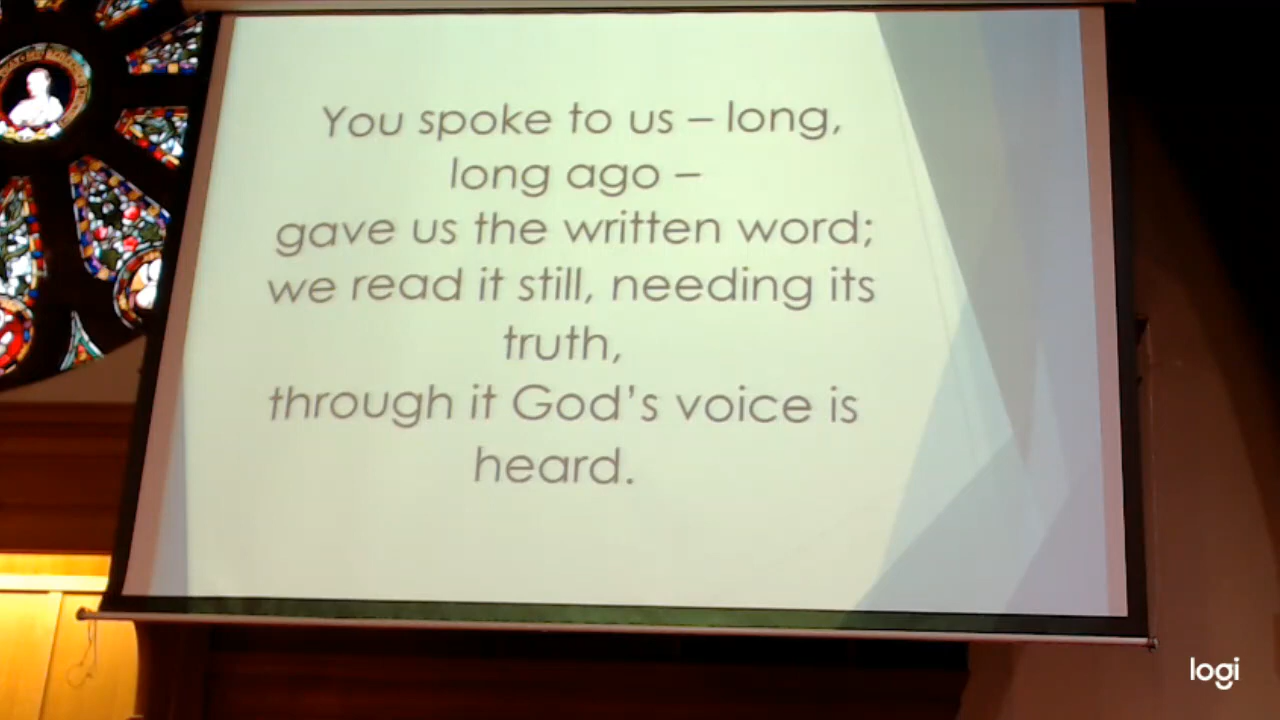 You spoke to us – long,
long ago –
gave us the written word;
we read it still, needing its
truth,
through it God's voice is
heard.
logi